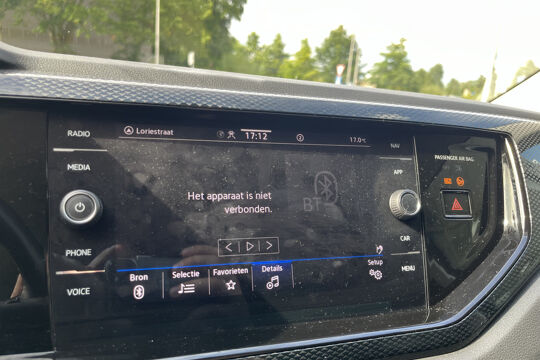 RADIO
Loriestraat
17:12
2
17.0°C
NAV
PASSENGER AIR BAG
MEDIA
APP
Het apparaat is niet
verbonden.
BT
PHONE
CAR
Bron
Selectie
Favorieten
Details
Setup
VOICE
MENU